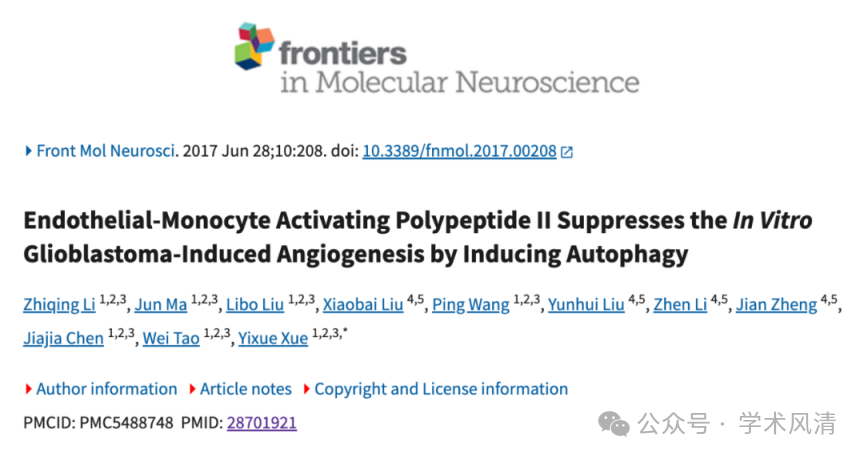 frontiers
in Molecular Neuroscience
Front Mol Neurosci. 2017 Jun 28;10:208. doi: 10.3389/fnmol.2017.00208
Endothelial-Monocyte Activating Polypeptide II Suppresses the In Vitro
Glioblastoma-Induced Angiogenesis by Inducing Autophagy
Zhiqing Li 1,2,3, Jun Ma 1,2,3, Libo Liu 1,2,3, Xiaobai Liu 4,5, Ping Wang 1,2,3, Yunhui Liu 4,5, Zhen Li 4,5, Jian Zheng 4,5,
Jiajia Chen 1,2,3, Wei Tao 1,2,3, Yixue Xue 1,2,3,*
Author information Article notes Copyright and License information
PMCID: PMC5488748 PMID: 28701921
公众号 · 学术风清